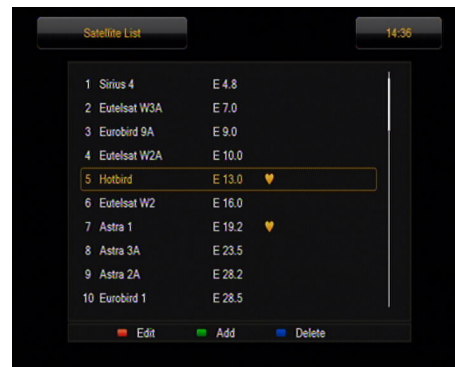 Satellite List 14:36
1 Sirius 4 E 4.8
2 Eutelsat W3A E 7.0
3 Eurobird 9A E 9.0
4 Eutelsat W2A E 10.0
5 Hotbird E 13.0
6 Eutelsat W2 E 16.0
7 Astra 1 E 19.2
8 Astra 3A E 23.5
9 Astra 2A E 28.2
10 Eurobird 1 E 28.5
Edit Add Delete